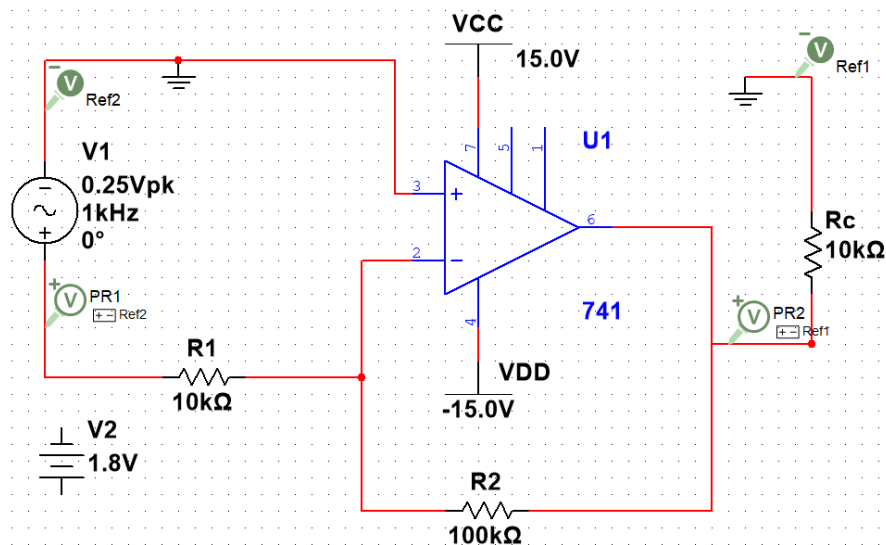 VCC
15.0V
V
Ref2
V
Ref1
V1
0.25Vpk
1kHz
0°
7
5
1
U1
3
2
6
4
741
Rc
10kΩ
V
PR1
Ref2
V
PR2
Ref1
R1
10kΩ
VDD
-15.0V
V2
1.8V
R2
100kΩ